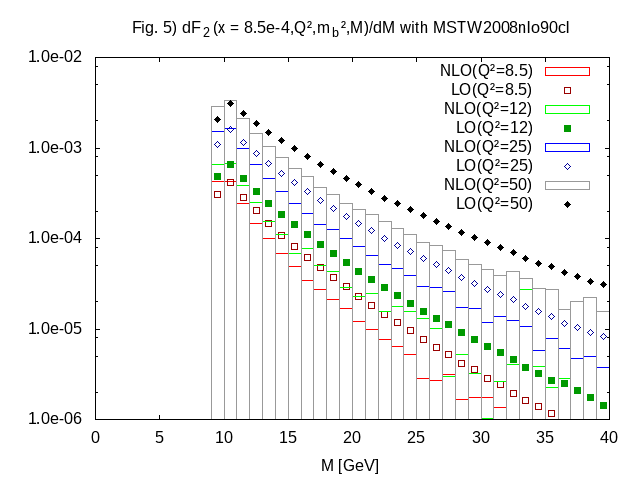 Fig. 5) dF₂(x = 8.5e-4,Q²,m_b²,M)/dM with MSTW2008nlo90cl
1.0e-02
NLO(Q²=8.5)
LO(Q²=8.5)
NLO(Q²=12)
LO(Q²=12)
NLO(Q²=25)
LO(Q²=25)
NLO(Q²=50)
LO(Q²=50)
1.0e-03
1.0e-04
1.0e-05
1.0e-06
0 5 10 15 20 25 30 35 40
M [GeV]